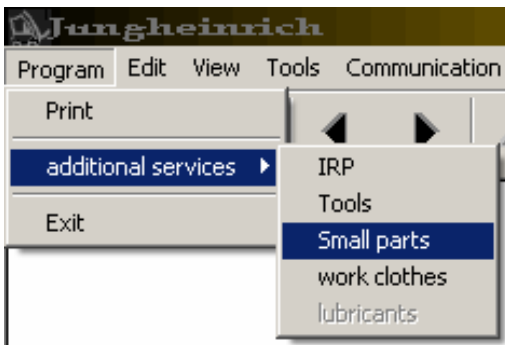 Jungheinrich
Program Edit View Tools Communication
Print
additional services
Exit
IRP
Tools
Small parts
work clothes
lubricants